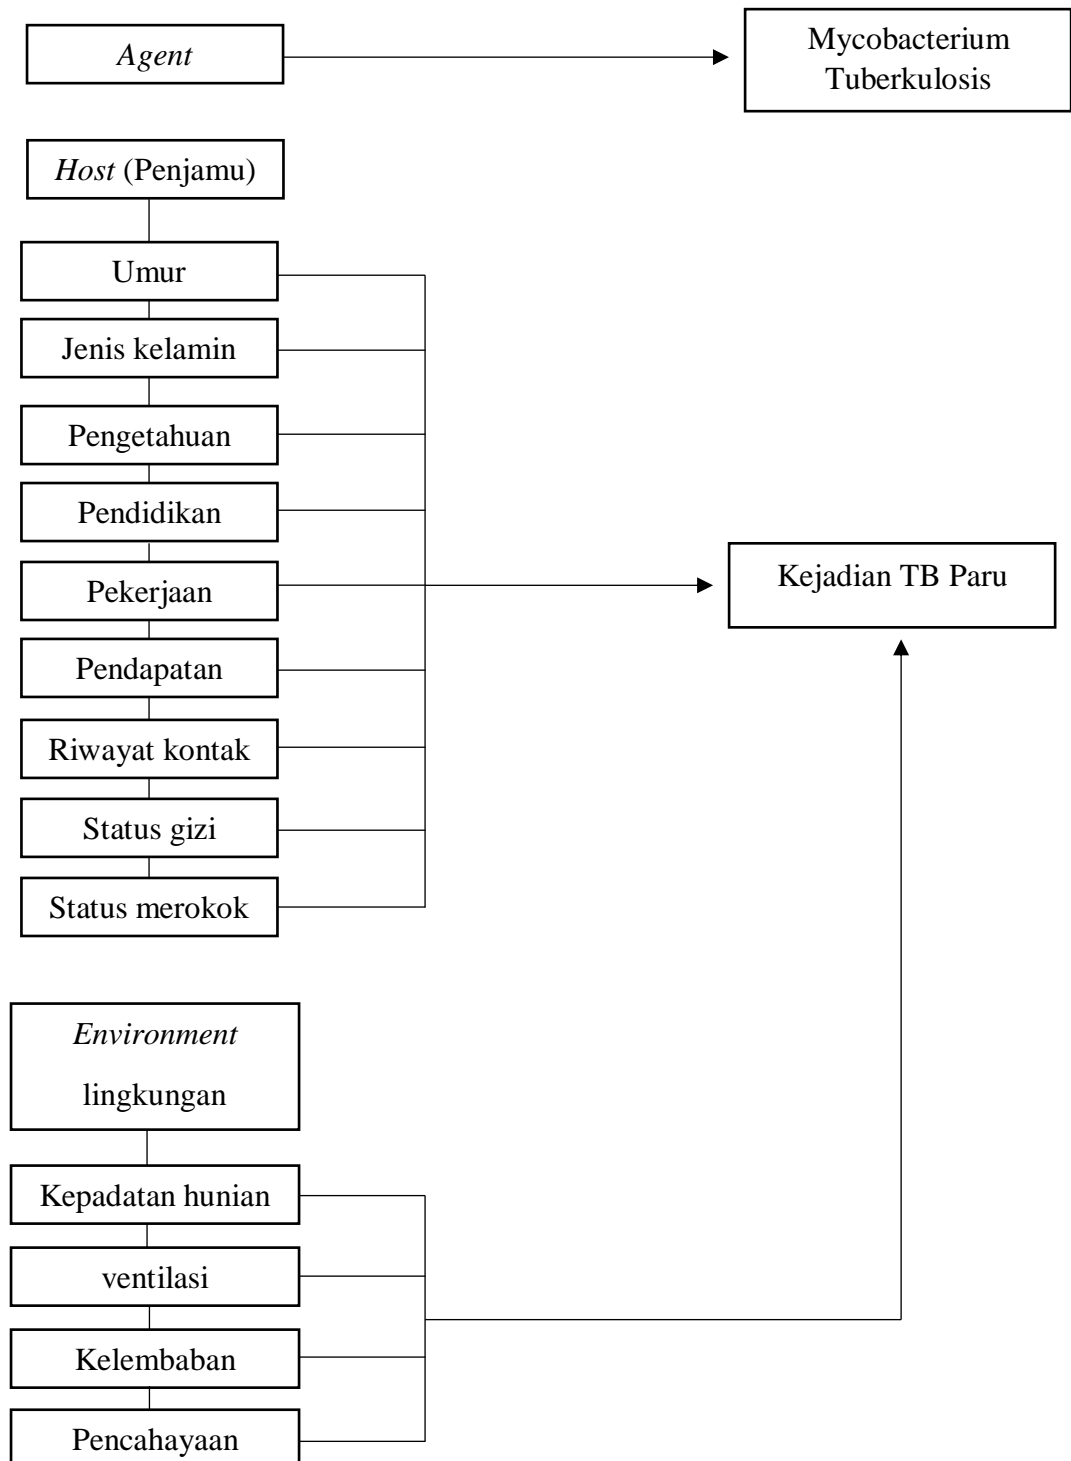 Agent
Mycobacterium
Tuberkulosis
Host (Penjamu)
Umur
Jenis kelamin
Pengetahuan
Pendidikan
Pekerjaan
Kejadian TB Paru
Pendapatan
Riwayat kontak
Status gizi
Status merokok
Environment
lingkungan
Kepadatan hunian
ventilasi
Kelembaban
Pencahayaan